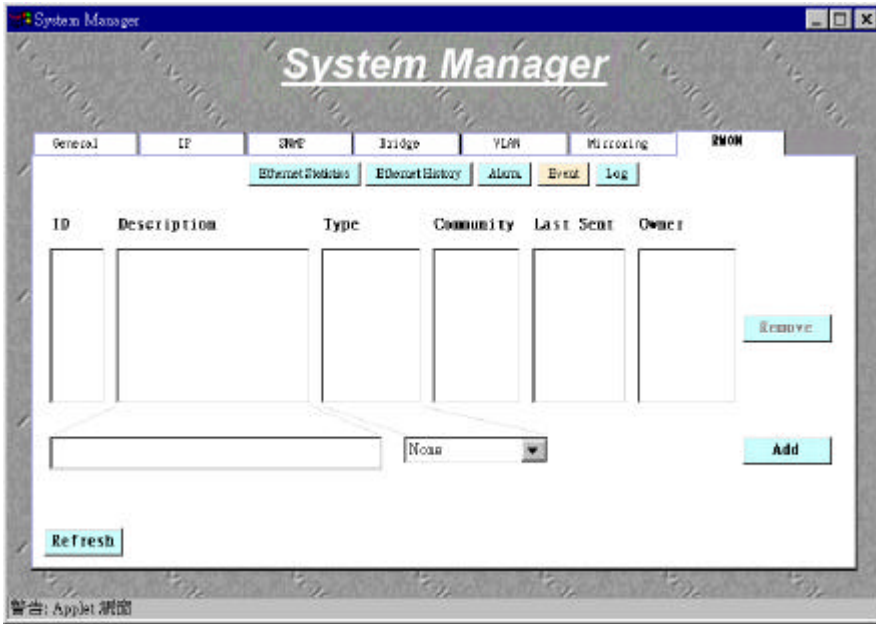 System Manager
System Manager
General IP SNMP Bridge VLAN Mirroring RMON
Ethernet Statistics Ethernet History Alarm Event Log
ID Description Type Community Last Sent Owner
Remove
None
Add
Refresh
警告: Applet 視窗